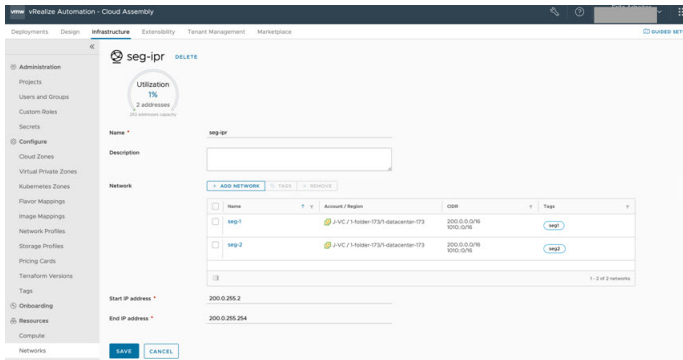 vmw vRealize Automation - Cloud Assembly
Deployments Design Infrastructure Extensibility Tenant Management Marketplace GUIDED SET
Administration
Projects
Users and Groups
Custom Roles
Secrets
Configure
Cloud Zones
Virtual Private Zones
Kubernetes Zones
Flavor Mappings
Image Mappings
Network Profiles
Storage Profiles
Pricing Cards
Terraform Versions
Tags
Onboarding
Resources
Compute
Networks
seg-ipr DELETE
Utilization
1%
2 addresses
253 addresses capacity
Name * seg-ipr
Description
Network + ADD NETWORK TAGS × REMOVE
Name Account / Region CIDR Tags
seg-1 J-VC / 1-folder-173/1-datacenter-173 200.0.0.0/16 seg1
1010::0/16
seg-2 J-VC / 1-folder-173/1-datacenter-173 200.0.0.0/16 seg2
1010::0/16
1 - 2 of 2 networks
Start IP address * 200.0.255.2
End IP address * 200.0.255.254
SAVE CANCEL